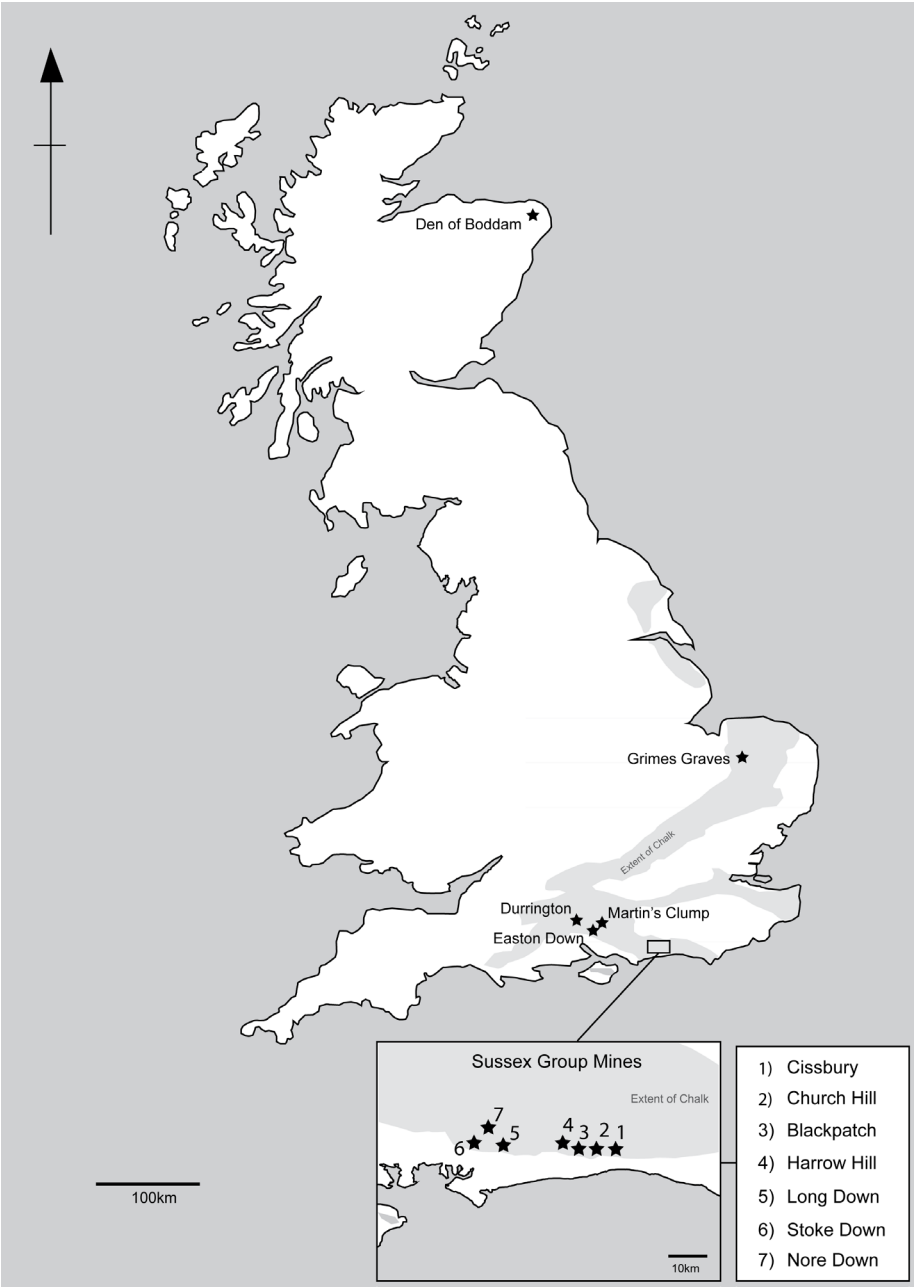 Den of Boddam
Grimes Graves
Extent of Chalk
Durrington
Martin's Clump
Easton Down
Sussex Group Mines
Extent of Chalk
7
4
3
2
1
5
6
10km
100km
1) Cissbury
2) Church Hill
3) Blackpatch
4) Harrow Hill
5) Long Down
6) Stoke Down
7) Nore Down